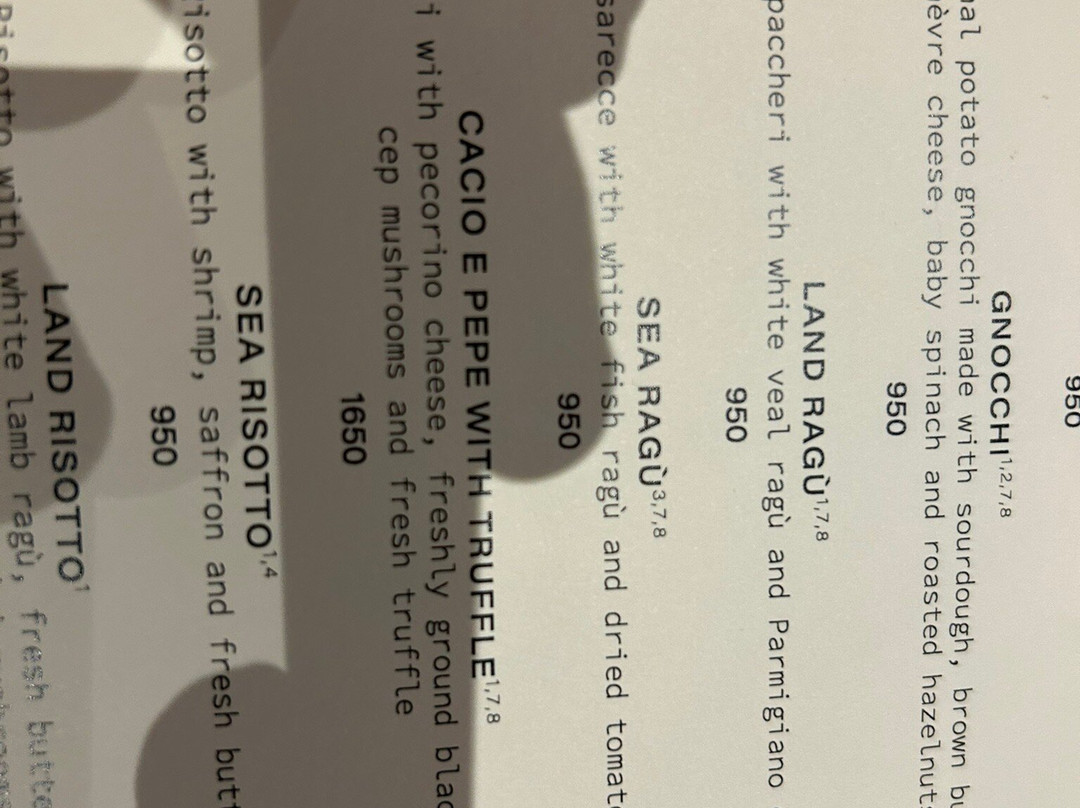 950
GNOCCHI1,2,7,8
potato gnocchi made with sourdough, brown
cheese, baby spinach and roasted hazelnut
950
LAND RAGÙ1,7,8
paccheri with white veal ragù and Parmigiano
950
SEA RAGÙ3,7,8
with white fish ragù and dried
950
CACIO E PEPE WITH TRUFFLE1,7,8
with pecorino cheese, freshly ground
cep mushrooms and fresh truffle
1650
SEA RISOTTO1,4
risotto with shrimp, saffron and fresh
950
LAND RISOTTO1
Risotto with white lamb ragù, fresh